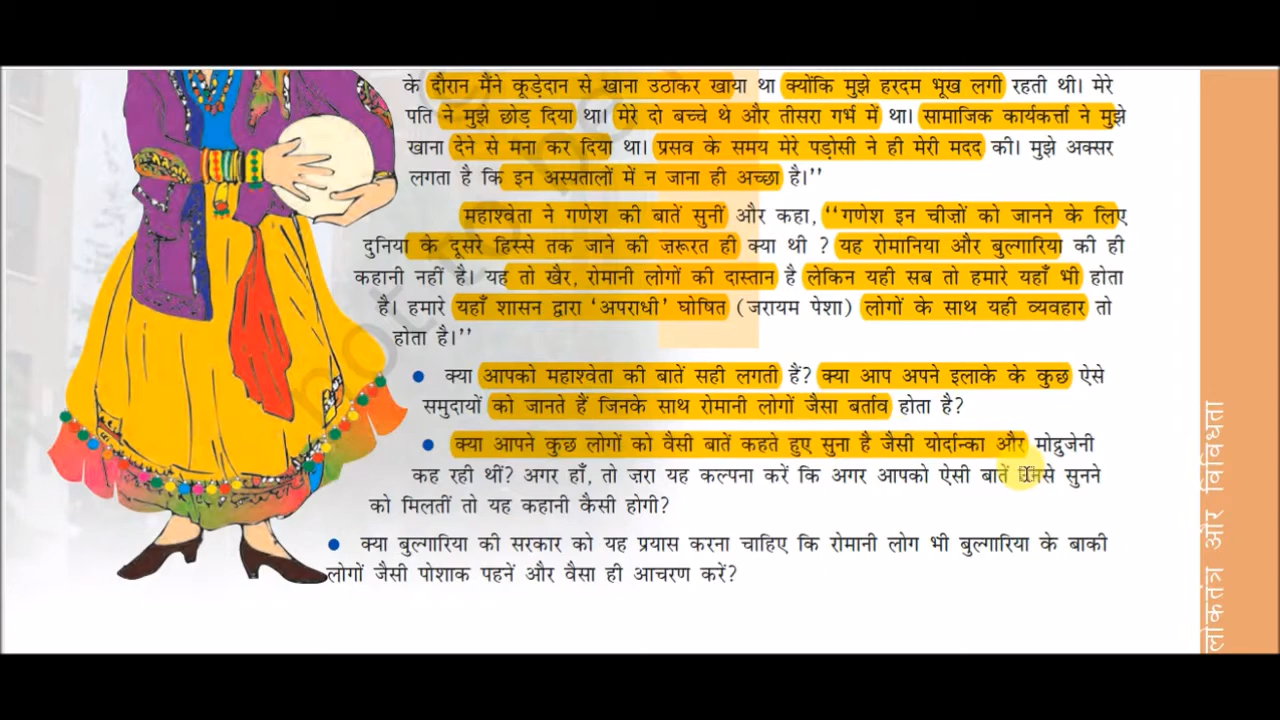 के दौरान मैंने कूड़ेदान से खाना उठाकर खाया था क्योंकि मुझे हरदम भूख लगी रहती थी। मेरे
पति ने मुझे छोड़ दिया था। मेरे दो बच्चे थे और तीसरा गर्भ में था। सामाजिक कार्यकर्त्ता ने मुझे
खाना देने से मना कर दिया था। प्रसव के समय मेरे पड़ोसी ने ही मेरी मदद की। मुझे अक्सर
लगता है कि इन अस्पतालों में न जाना ही अच्छा है।’’
महाश्वेता ने गणेश की बातें सुनीं और कहा, ‘‘गणेश इन चीज़ों को जानने के लिए
दुनिया के दूसरे हिस्से तक जाने की ज़रूरत ही क्या थी ? यह रोमानिया और बुल्गारिया की ही
कहानी नहीं है। यह तो खैर, रोमानी लोगों की दास्तान है लेकिन यही सब तो हमारे यहाँ भी होता
है। हमारे यहाँ शासन द्वारा ‘अपराधी’ घोषित (जरायम पेशा) लोगों के साथ यही व्यवहार तो
होता है।’’
● क्या आपको महाश्वेता की बातें सही लगती हैं? क्या आप अपने इलाके के कुछ ऐसे
समुदायों को जानते हैं जिनके साथ रोमानी लोगों जैसा बर्ताव होता है?
● क्या आपने कुछ लोगों को वैसी बातें कहते हुए सुना है जैसी योर्दान्का और मोद्रुजेनी
कह रही थीं? अगर हाँ, तो ज़रा यह कल्पना करें कि अगर आपको ऐसी बातें सुनने
को मिलतीं तो यह कहानी कैसी होगी?
● क्या बुल्गारिया की सरकार को यह प्रयास करना चाहिए कि रोमानी लोग भी बुल्गारिया के बाकी
लोगों जैसी पोशाक पहनें और वैसा ही आचरण करें?
लोकतंत्र और विविधता